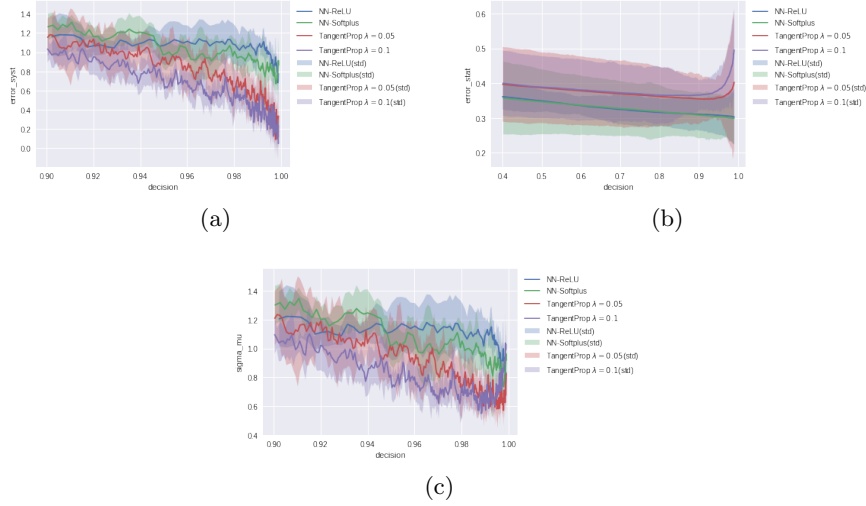 1.4
1.2
1.0
0.8
0.6
0.4
0.2
0.0
error_syst
0.90 0.92 0.94 0.96 0.98 1.00
decision
NN-ReLU
NN-Softplus
TangentProp λ = 0.05
TangentProp λ = 0.1
NN-ReLU(std)
NN-Softplus(std)
TangentProp λ = 0.05(std)
TangentProp λ = 0.1(std)
(a)
0.6
0.5
0.4
0.3
0.2
error_stat
0.4 0.5 0.6 0.7 0.8 0.9 1.0
decision
NN-ReLU
NN-Softplus
TangentProp λ = 0.05
TangentProp λ = 0.1
NN-ReLU(std)
NN-Softplus(std)
TangentProp λ = 0.05(std)
TangentProp λ = 0.1(std)
(b)
1.4
1.2
1.0
0.8
0.6
0.4
sigma_mu
0.90 0.92 0.94 0.96 0.98 1.00
decision
NN-ReLU
NN-Softplus
TangentProp λ = 0.05
TangentProp λ = 0.1
NN-ReLU(std)
NN-Softplus(std)
TangentProp λ = 0.05(std)
TangentProp λ = 0.1(std)
(c)